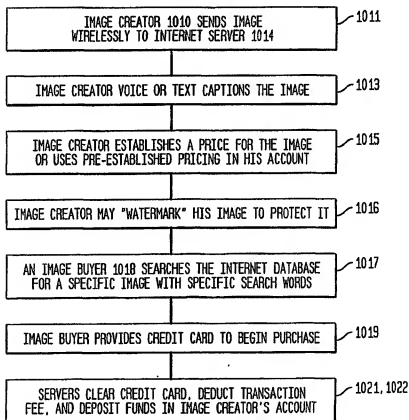 IMAGE CREATOR 1010 SENDS IMAGE
WIRELESSLY TO INTERNET SERVER 1014
1011
IMAGE CREATOR VOICE OR TEXT CAPTIONS THE IMAGE
1013
IMAGE CREATOR ESTABLISHES A PRICE FOR THE IMAGE
OR USES PRE-ESTABLISHED PRICING IN HIS ACCOUNT
1015
IMAGE CREATOR MAY "WATERMARK" HIS IMAGE TO PROTECT IT
1016
AN IMAGE BUYER 1018 SEARCHES THE INTERNET DATABASE
FOR A SPECIFIC IMAGE WITH SPECIFIC SEARCH WORDS
1017
IMAGE BUYER PROVIDES CREDIT CARD TO BEGIN PURCHASE
1019
SERVERS CLEAR CREDIT CARD, DEDUCT TRANSACTION
FEE, AND DEPOSIT FUNDS IN IMAGE CREATOR'S ACCOUNT
1021, 1022